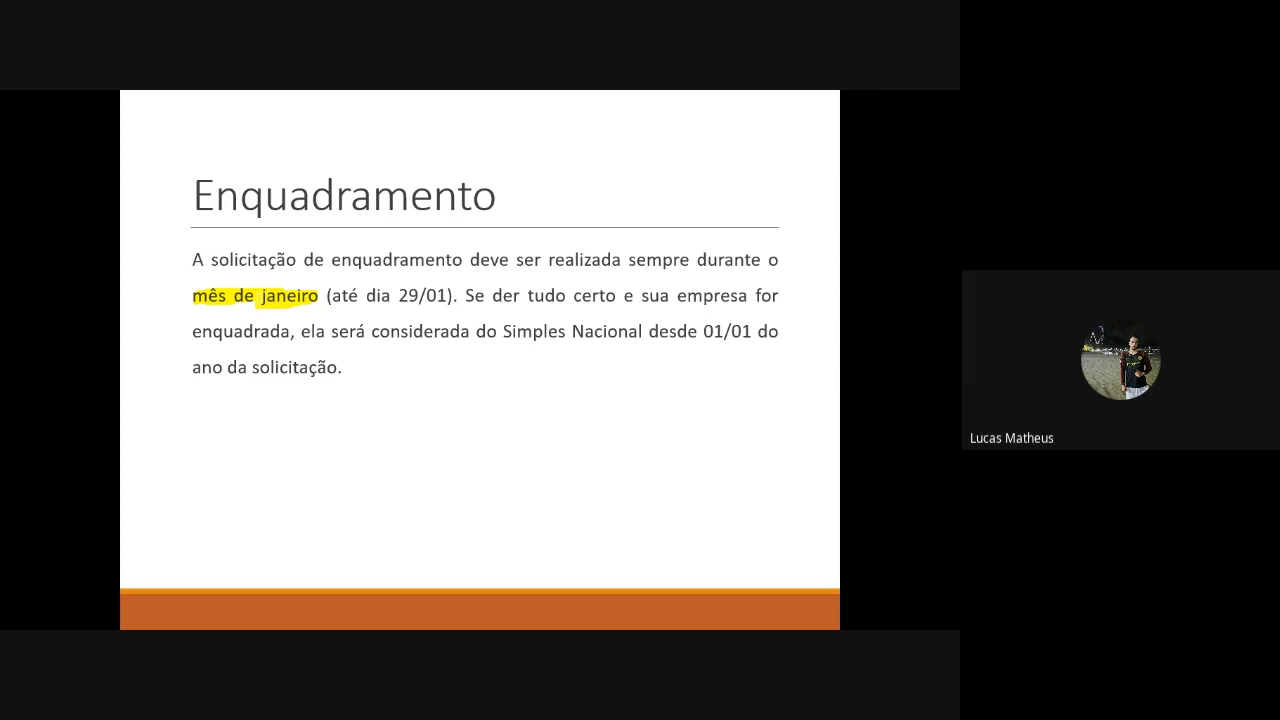 Enquadramento
A solicitação de enquadramento deve ser realizada sempre durante o
mês de janeiro (até dia 29/01). Se der tudo certo e sua empresa for
enquadrada, ela será considerada do Simples Nacional desde 01/01 do
ano da solicitação.
Lucas Matheus